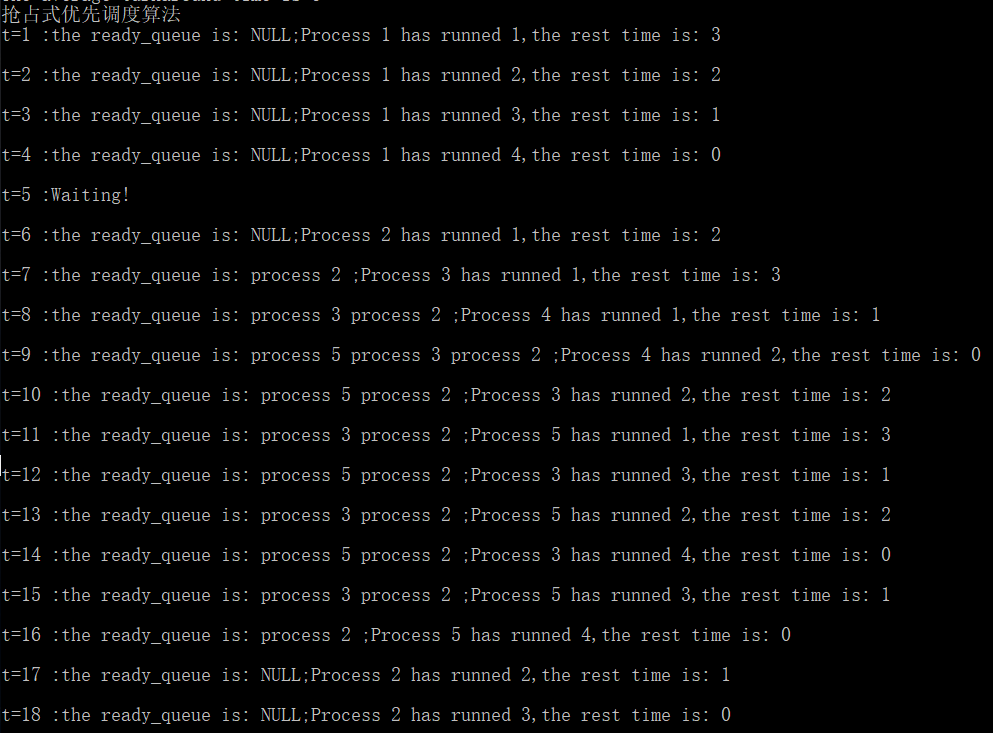 抢占式优先调度算法
t=1 :the ready_queue is: NULL;Process 1 has runned 1,the rest time is: 3
t=2 :the ready_queue is: NULL;Process 1 has runned 2,the rest time is: 2
t=3 :the ready_queue is: NULL;Process 1 has runned 3,the rest time is: 1
t=4 :the ready_queue is: NULL;Process 1 has runned 4,the rest time is: 0
t=5 :Waiting!
t=6 :the ready_queue is: NULL;Process 2 has runned 1,the rest time is: 2
t=7 :the ready_queue is: process 2 ;Process 3 has runned 1,the rest time is: 3
t=8 :the ready_queue is: process 3 process 2 ;Process 4 has runned 1,the rest time is: 1
t=9 :the ready_queue is: process 5 process 3 process 2 ;Process 4 has runned 2,the rest time is: 0
t=10 :the ready_queue is: process 5 process 2 ;Process 3 has runned 2,the rest time is: 2
t=11 :the ready_queue is: process 3 process 2 ;Process 5 has runned 1,the rest time is: 3
t=12 :the ready_queue is: process 5 process 2 ;Process 3 has runned 3,the rest time is: 1
t=13 :the ready_queue is: process 3 process 2 ;Process 5 has runned 2,the rest time is: 2
t=14 :the ready_queue is: process 5 process 2 ;Process 3 has runned 4,the rest time is: 0
t=15 :the ready_queue is: process 3 process 2 ;Process 5 has runned 3,the rest time is: 1
t=16 :the ready_queue is: process 2 ;Process 5 has runned 4,the rest time is: 0
t=17 :the ready_queue is: NULL;Process 2 has runned 2,the rest time is: 1
t=18 :the ready_queue is: NULL;Process 2 has runned 3,the rest time is: 0